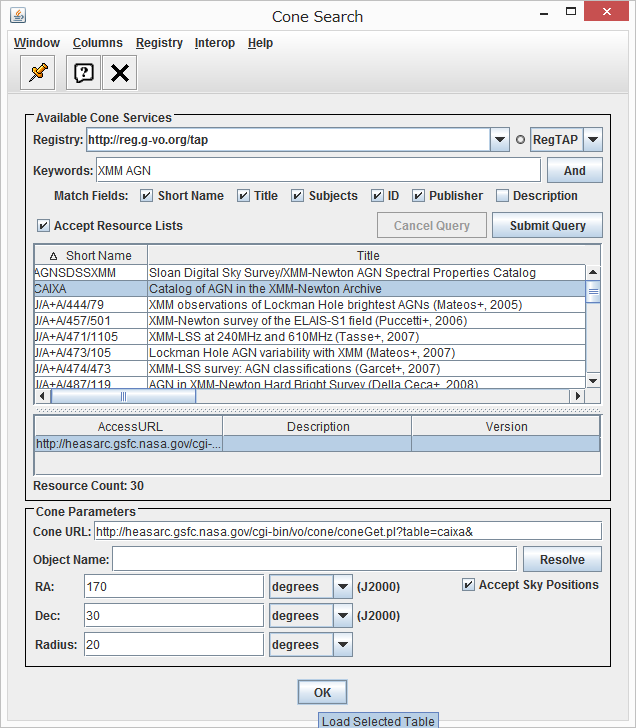 Cone Search
Window Columns Registry Interop Help
Available Cone Services
Registry: http://reg.g-vo.org/tap RegTAP
Keywords: XMM AGN And
Match Fields: Short Name Title Subjects ID Publisher Description
Accept Resource Lists Cancel Query Submit Query
Short Name Title
AGNSDSSXMM Sloan Digital Sky Survey/XMM-Newton AGN Spectral Properties Catalog
CAIXA Catalog of AGN in the XMM-Newton Archive
J/A+A/444/79 XMM observations of Lockman Hole brightest AGNs (Mateos+, 2005)
J/A+A/457/501 XMM-Newton survey of the ELAIS-S1 field (Puccetti+, 2006)
J/A+A/471/1105 XMM-LSS at 240MHz and 610MHz (Tasse+, 2007)
J/A+A/473/105 Lockman Hole AGN variability with XMM (Mateos+, 2007)
J/A+A/474/473 XMM-LSS survey: AGN classifications (Garcet+, 2007)
J/A+A/487/119 AGN in XMM-Newton Hard Bright Survey (Della Ceca+, 2008)
AccessURL Description Version
http://heasarc.gsfc.nasa.gov/cgi-...
Resource Count: 30
Cone Parameters
Cone URL: http://heasarc.gsfc.nasa.gov/cgi-bin/vo/cone/coneGet.pl?table=caixa&
Object Name: Resolve
RA: 170 degrees (J2000) Accept Sky Positions
Dec: 30 degrees (J2000)
Radius: 20 degrees
OK
Load Selected Table